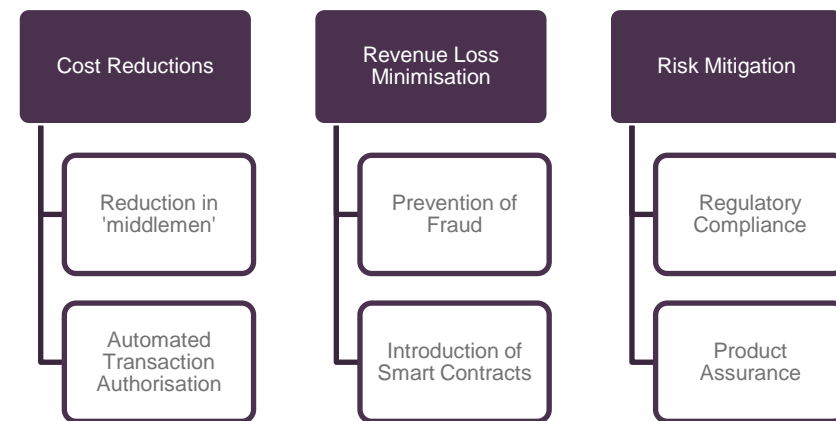 Cost Reductions
Reduction in
'middlemen'
Automated
Transaction
Authorisation
Revenue Loss
Minimisation
Prevention of
Fraud
Introduction of
Smart Contracts
Risk Mitigation
Regulatory
Compliance
Product
Assurance